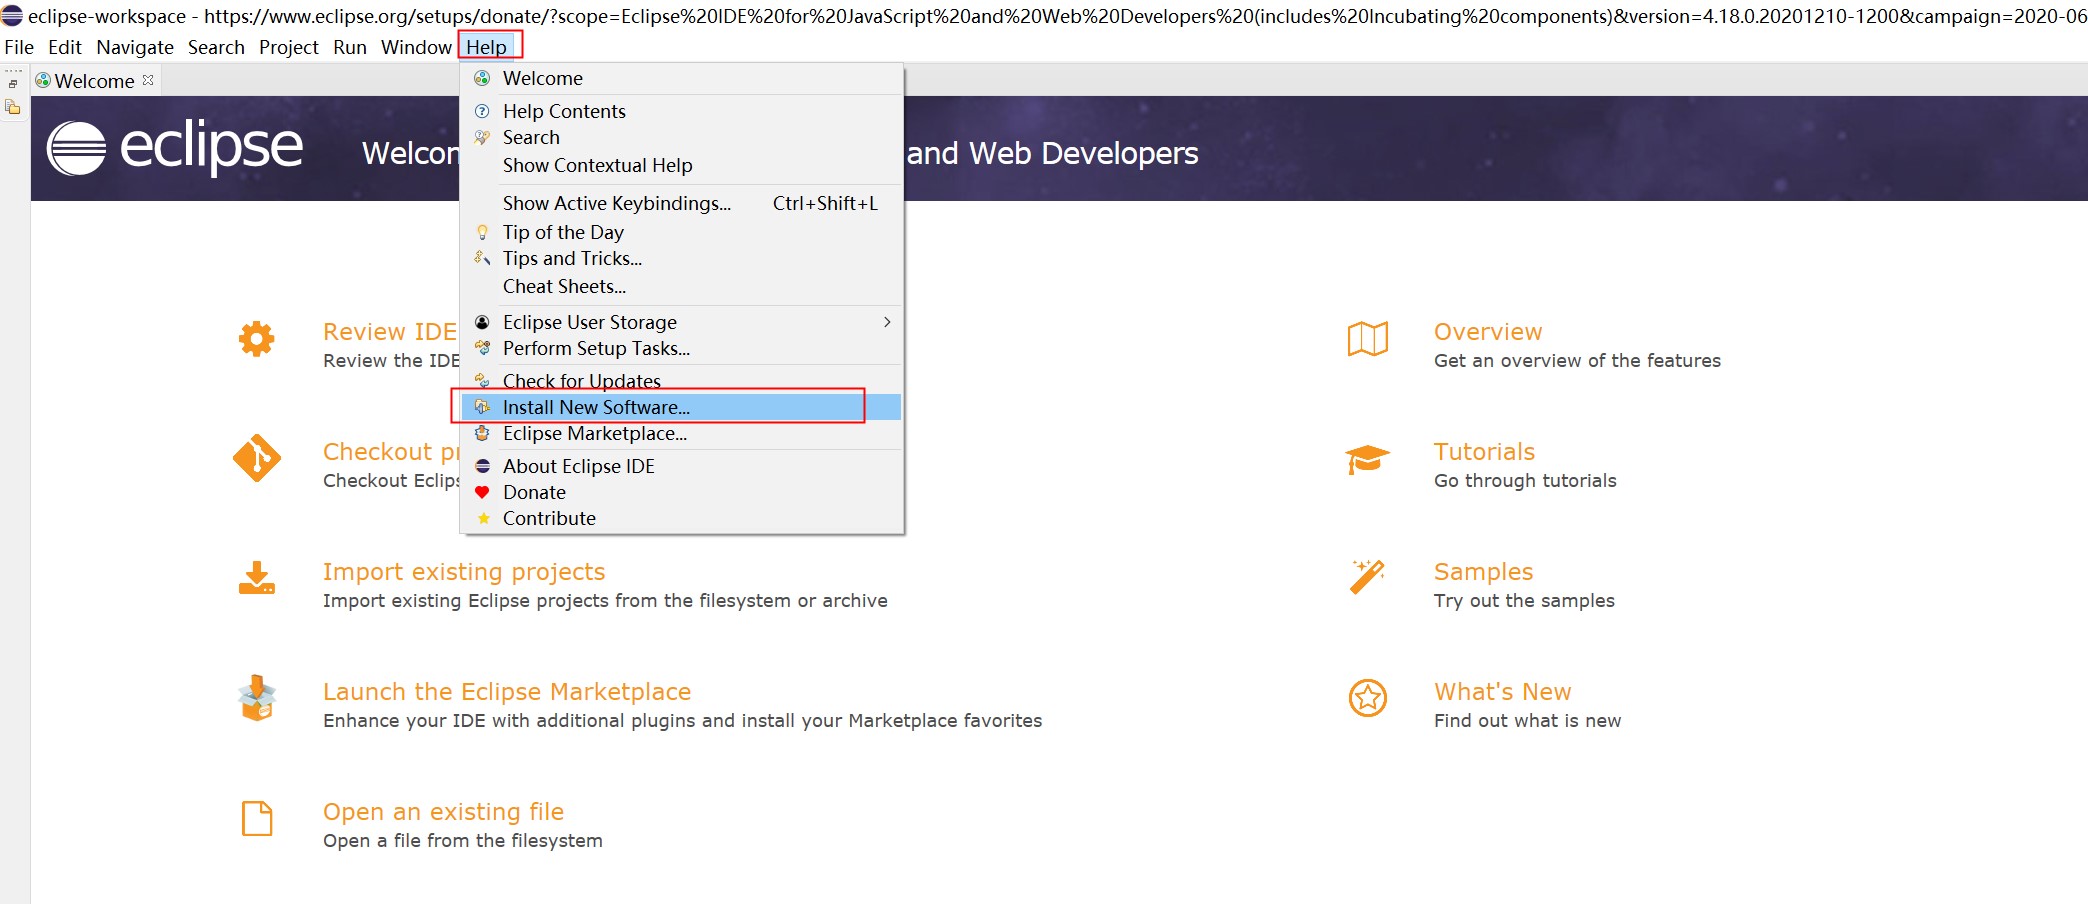 eclipse-workspace - https://www.eclipse.org/setups/donate/?scope=Eclipse%20IDE%20for%20JavaScript%20and%20Web%20Developers%20(includes%20Incubating%20components)&version=4.18.0.20201210-1200&campaign=2020-06
File Edit Navigate Search Project Run Window Help
Welcome
eclipse Welcom and Web Developers
Welcome
Help Contents
Search
Show Contextual Help
Show Active Keybindings... Ctrl+Shift+L
Tip of the Day
Tips and Tricks...
Cheat Sheets...
Eclipse User Storage
Perform Setup Tasks...
Check for Updates
Install New Software...
Eclipse Marketplace...
About Eclipse IDE
Donate
Contribute
Review IDE
Review the IDE
Checkout pr
Checkout Eclips
Import existing projects
Import existing Eclipse projects from the filesystem or archive
Launch the Eclipse Marketplace
Enhance your IDE with additional plugins and install your Marketplace favorites
Open an existing file
Open a file from the filesystem
Overview
Get an overview of the features
Tutorials
Go through tutorials
Samples
Try out the samples
What's New
Find out what is new